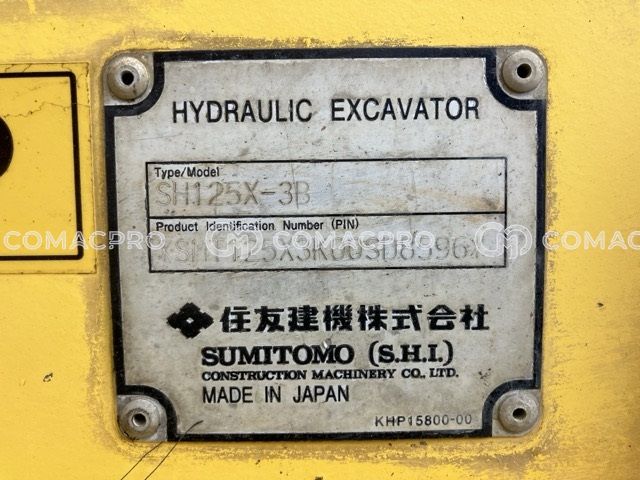 HYDRAULIC EXCAVATOR
Type/Model
SH125X-3B
Product Identification Number (PIN)
COMACPRO COMACPRO COMACPRO
住友建機株式会社
SUMITOMO (S.H.I.)
CONSTRUCTION MACHINERY CO., LTD.
MADE IN JAPAN
KHP15800-00